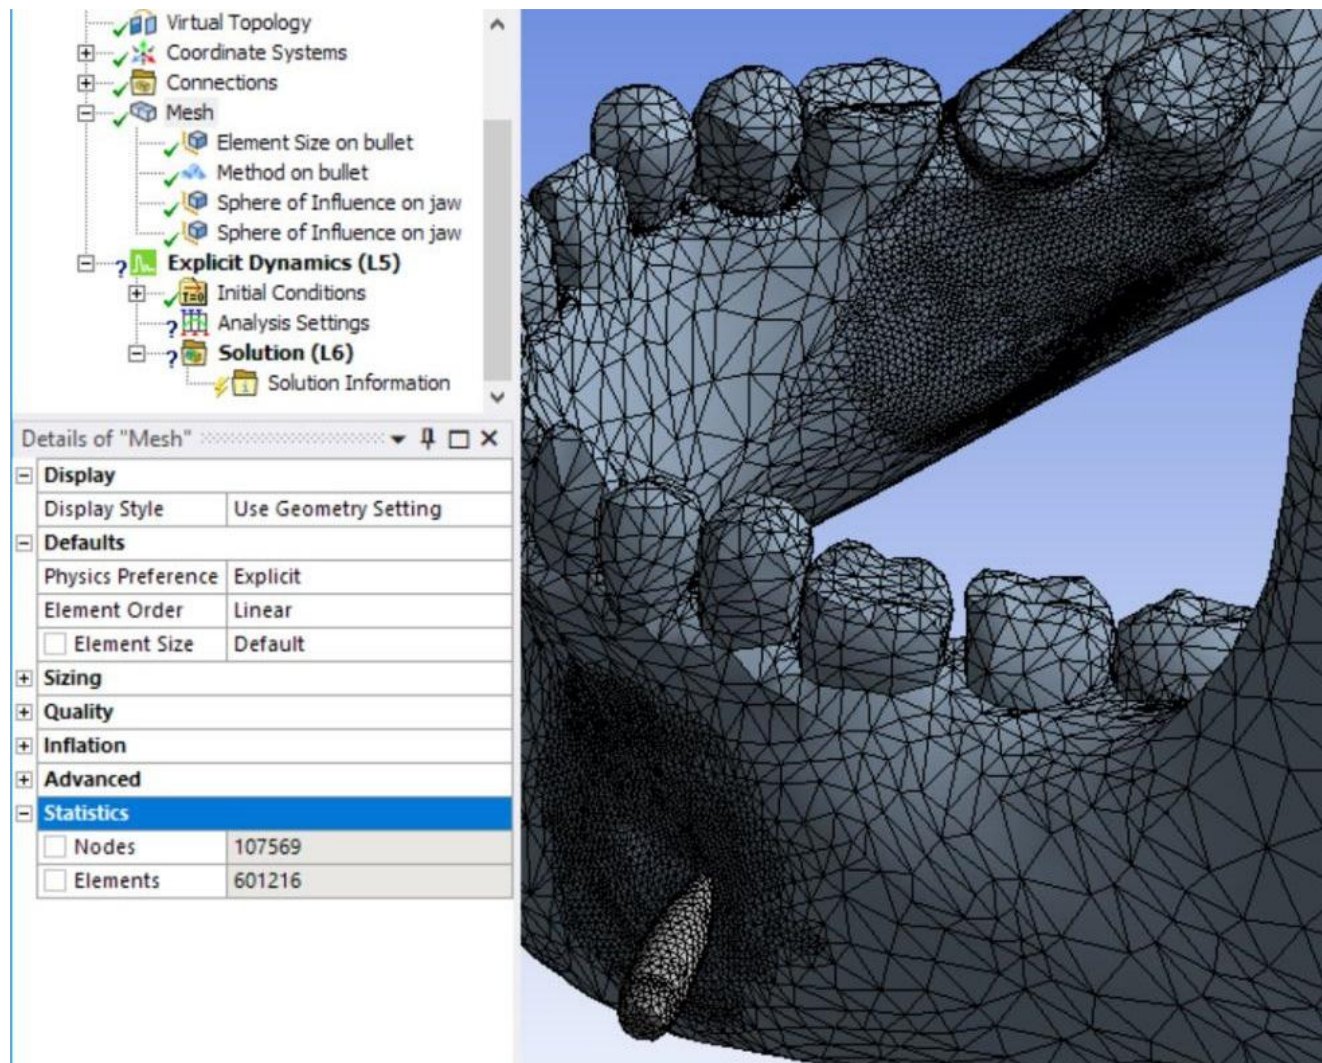 Virtual Topology
Coordinate Systems
Connections
Mesh
Element Size on bullet
Method on bullet
Sphere of Influence on jaw
Sphere of Influence on jaw
Explicit Dynamics (L5)
T=0 Initial Conditions
Analysis Settings
Solution (L6)
Solution Information
Details of "Mesh"
Display
Display Style Use Geometry Setting
Defaults
Physics Preference Explicit
Element Order Linear
Element Size Default
Sizing
Quality
Inflation
Advanced
Statistics
Nodes 107569
Elements 601216